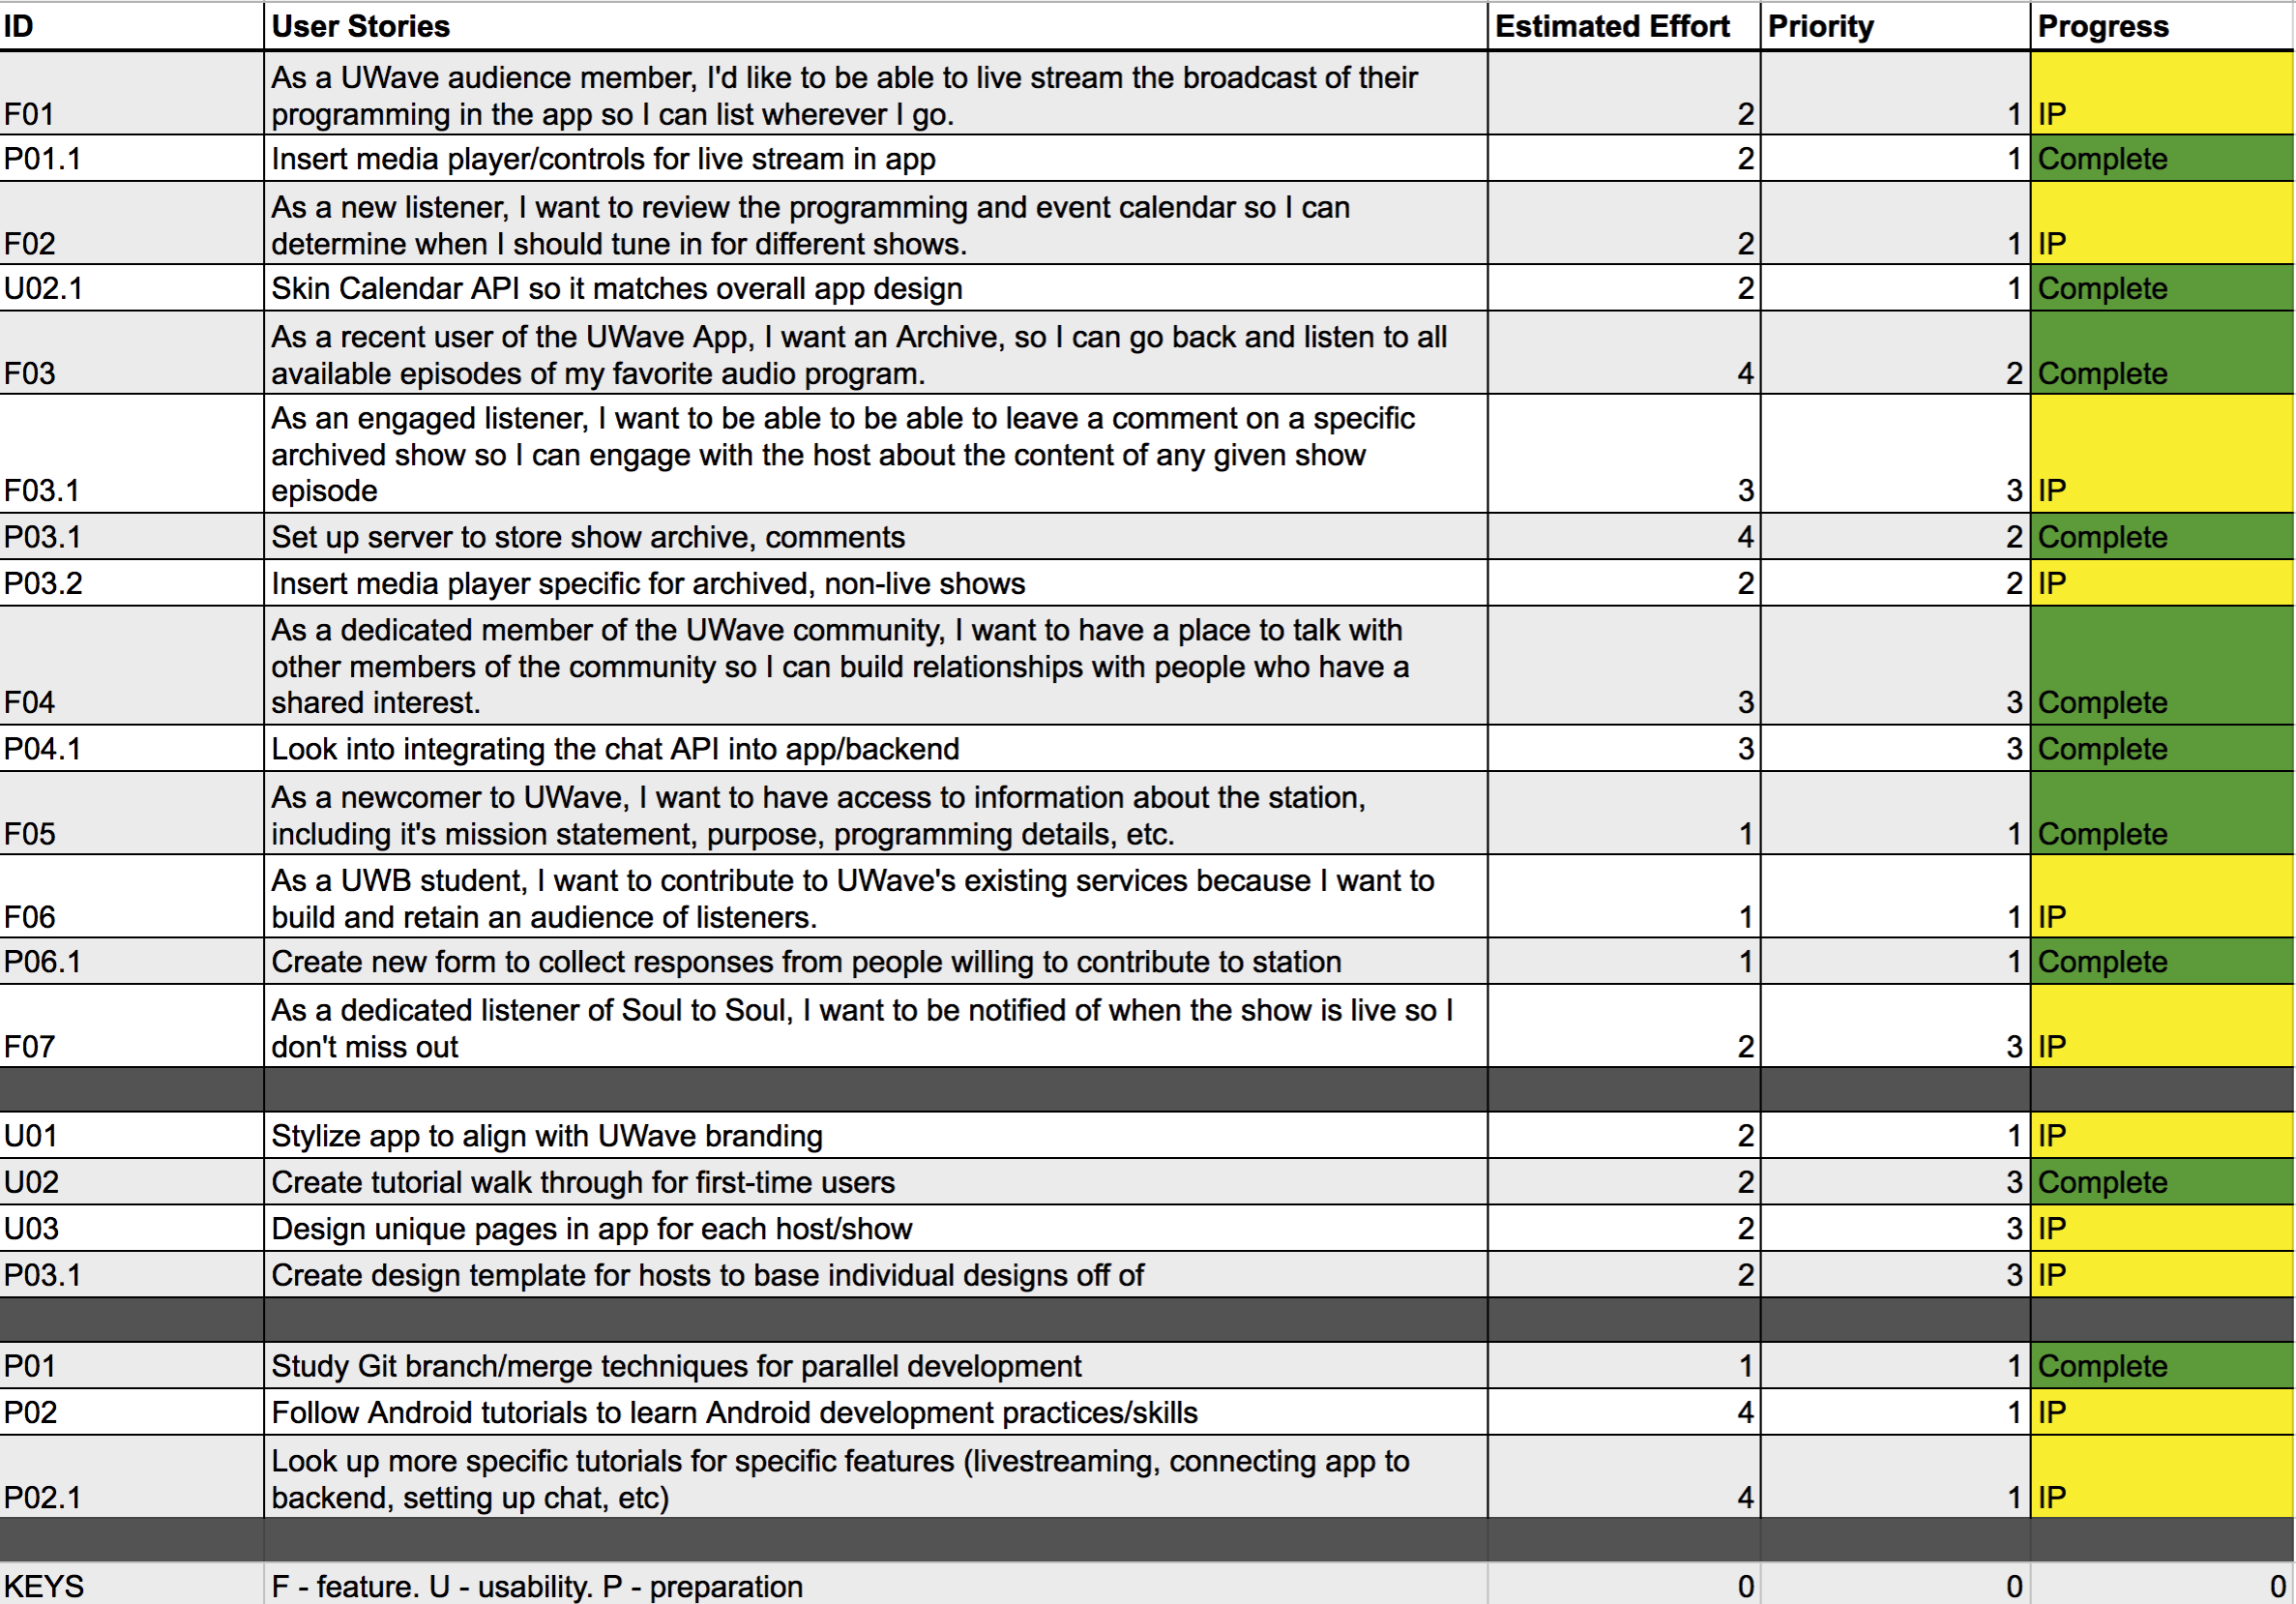 ID User Stories Estimated Effort Priority Progress
As a UWave audience member, I'd like to be able to live stream the broadcast of their
F01 programming in the app so I can list wherever I go. 2 1 IP
P01.1 Insert media player/controls for live stream in app 2 1 Complete
As a new listener, I want to review the programming and event calendar so I can
F02 determine when I should tune in for different shows. 2 1 IP
U02.1 Skin Calendar API so it matches overall app design 2 1 Complete
As a recent user of the UWave App, I want an Archive, so I can go back and listen to all
F03 available episodes of my favorite audio program. 4 2 Complete
As an engaged listener, I want to be able to be able to leave a comment on a specific
archived show so I can engage with the host about the content of any given show
F03.1 episode 3 3 IP
P03.1 Set up server to store show archive, comments 4 2 Complete
P03.2 Insert media player specific for archived, non-live shows 2 2 IP
As a dedicated member of the UWave community, I want to have a place to talk with
other members of the community so I can build relationships with people who have a
F04 shared interest. 3 3 Complete
P04.1 Look into integrating the chat API into app/backend 3 3 Complete
As a newcomer to UWave, I want to have access to information about the station,
F05 including it's mission statement, purpose, programming details, etc. 1 1 Complete
As a UWB student, I want to contribute to UWave's existing services because I want to
F06 build and retain an audience of listeners. 1 1 IP
P06.1 Create new form to collect responses from people willing to contribute to station 1 1 Complete
As a dedicated listener of Soul to Soul, I want to be notified of when the show is live so I
F07 don't miss out 2 3 IP
U01 Stylize app to align with UWave branding 2 1 IP
U02 Create tutorial walk through for first-time users 2 3 Complete
U03 Design unique pages in app for each host/show 2 3 IP
P03.1 Create design template for hosts to base individual designs off of 2 3 IP
P01 Study Git branch/merge techniques for parallel development 1 1 Complete
P02 Follow Android tutorials to learn Android development practices/skills 4 1 IP
Look up more specific tutorials for specific features (livestreaming, connecting app to
P02.1 backend, setting up chat, etc) 4 1 IP
KEYS F - feature. U - usability. P - preparation 0 0 0